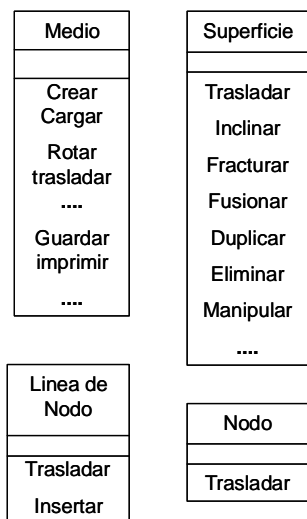 Medio
Crear
Cargar
Rotar
trasladar
....
Guardar
imprimir
....
Superficie
Trasladar
Inclinar
Fracturar
Fusionar
Duplicar
Eliminar
Manipular
....
Linea de
Nodo
Trasladar
Insertar
Nodo
Trasladar